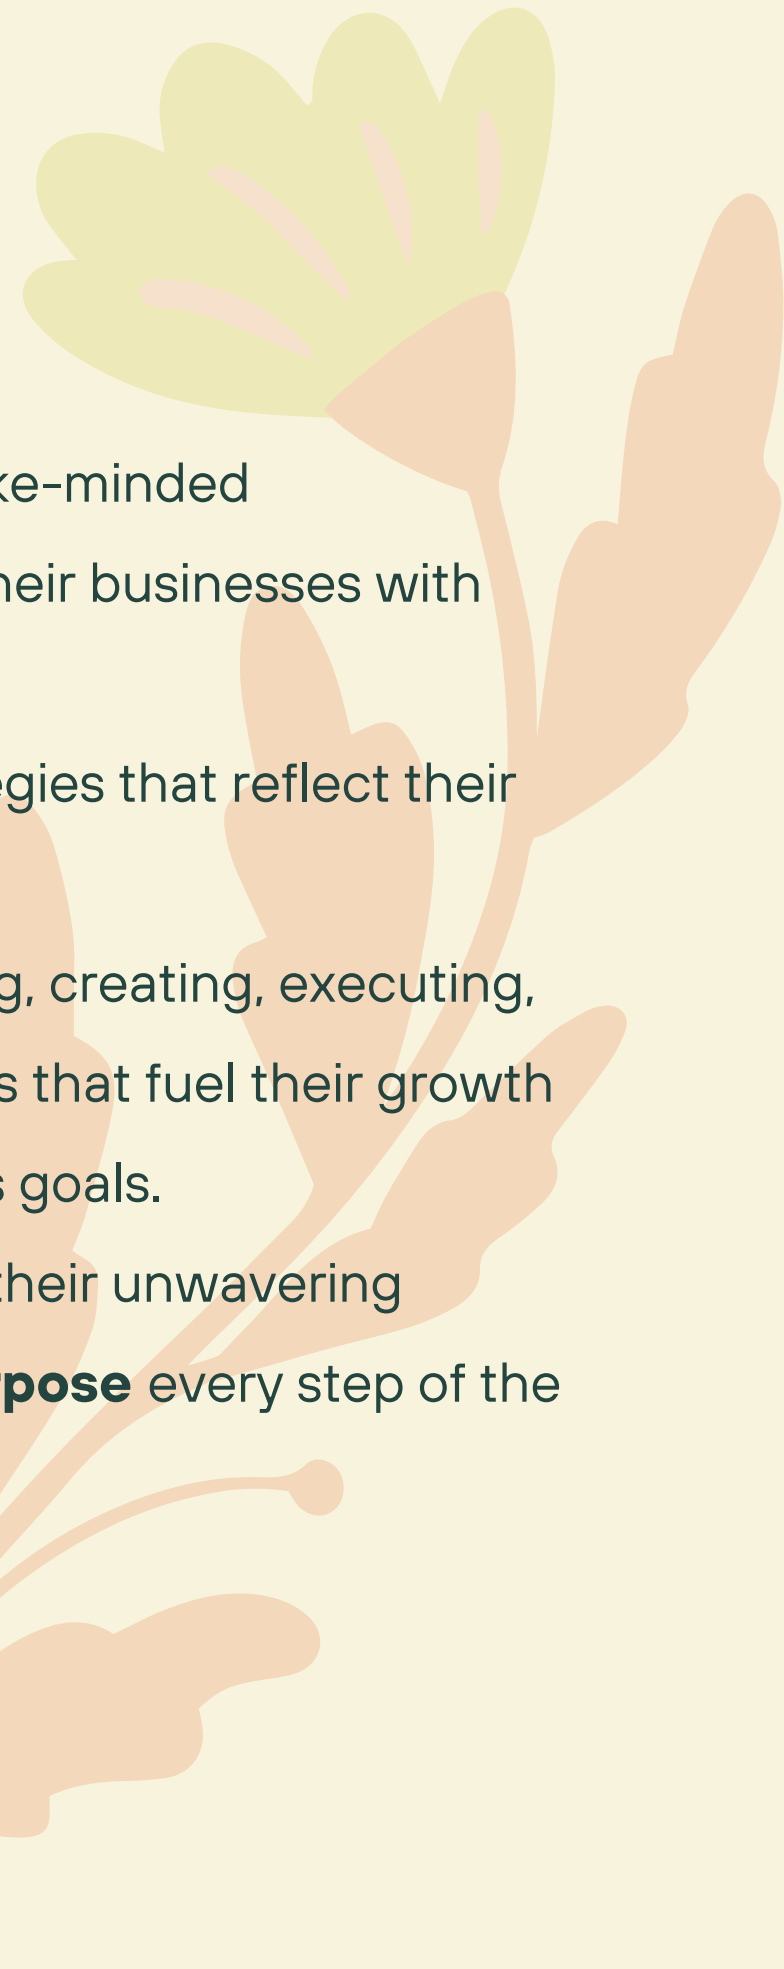 ke-minded
heir businesses with
egies that reflect their
g, creating, executing,
s that fuel their growth
s goals.
their unwavering
rpose every step of the